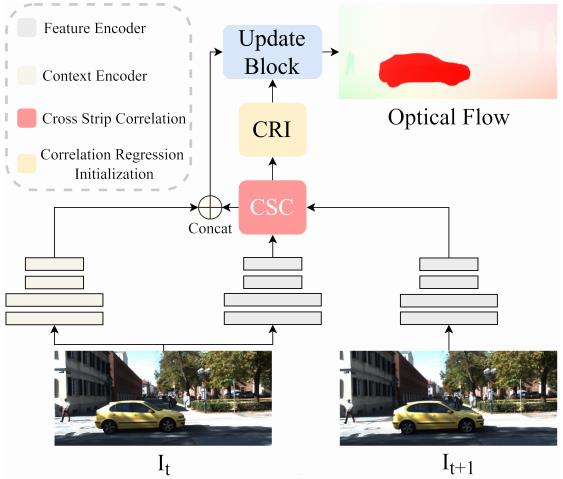 Feature Encoder
Context Encoder
Cross Strip Correlation
Correlation Regression
Initialization
Update
Block
Optical Flow
CRI
CSC
Concat
I_t
I_{t+1}